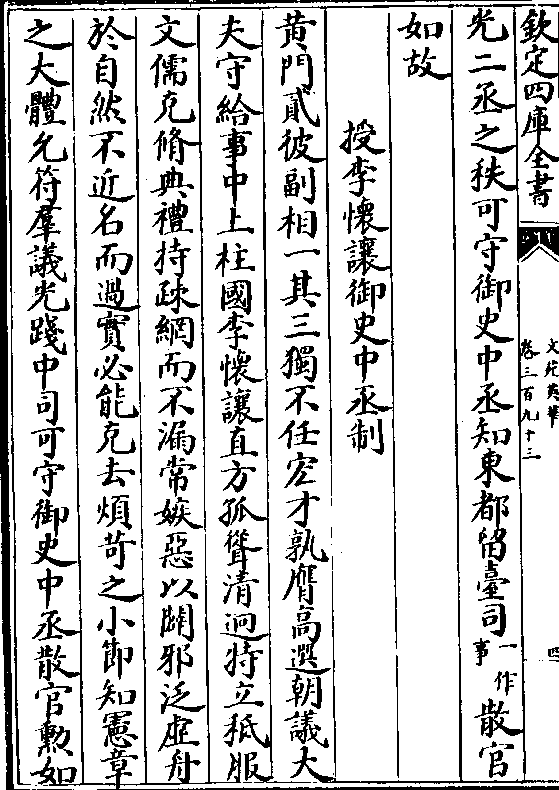 欽定四庫全書
文苑英華
卷三百九十三
四
光二丞之秩可守御史中丞知東都留臺司一作事散官
如故
授李懷讓御史中丞制
黄門貳彼副相一其三獨不任宏才孰膺高選朝議大
夫守給事中上柱國李懷讓直方孤聳清迥特立秪服
文儒克脩典禮持疎網而不漏常嫉惡以闢邪泛虚舟
於自然不近名而過實必能克去煩苛之小節知憲章
之大體允符羣議光踐中司可守御史中丞散官勲如